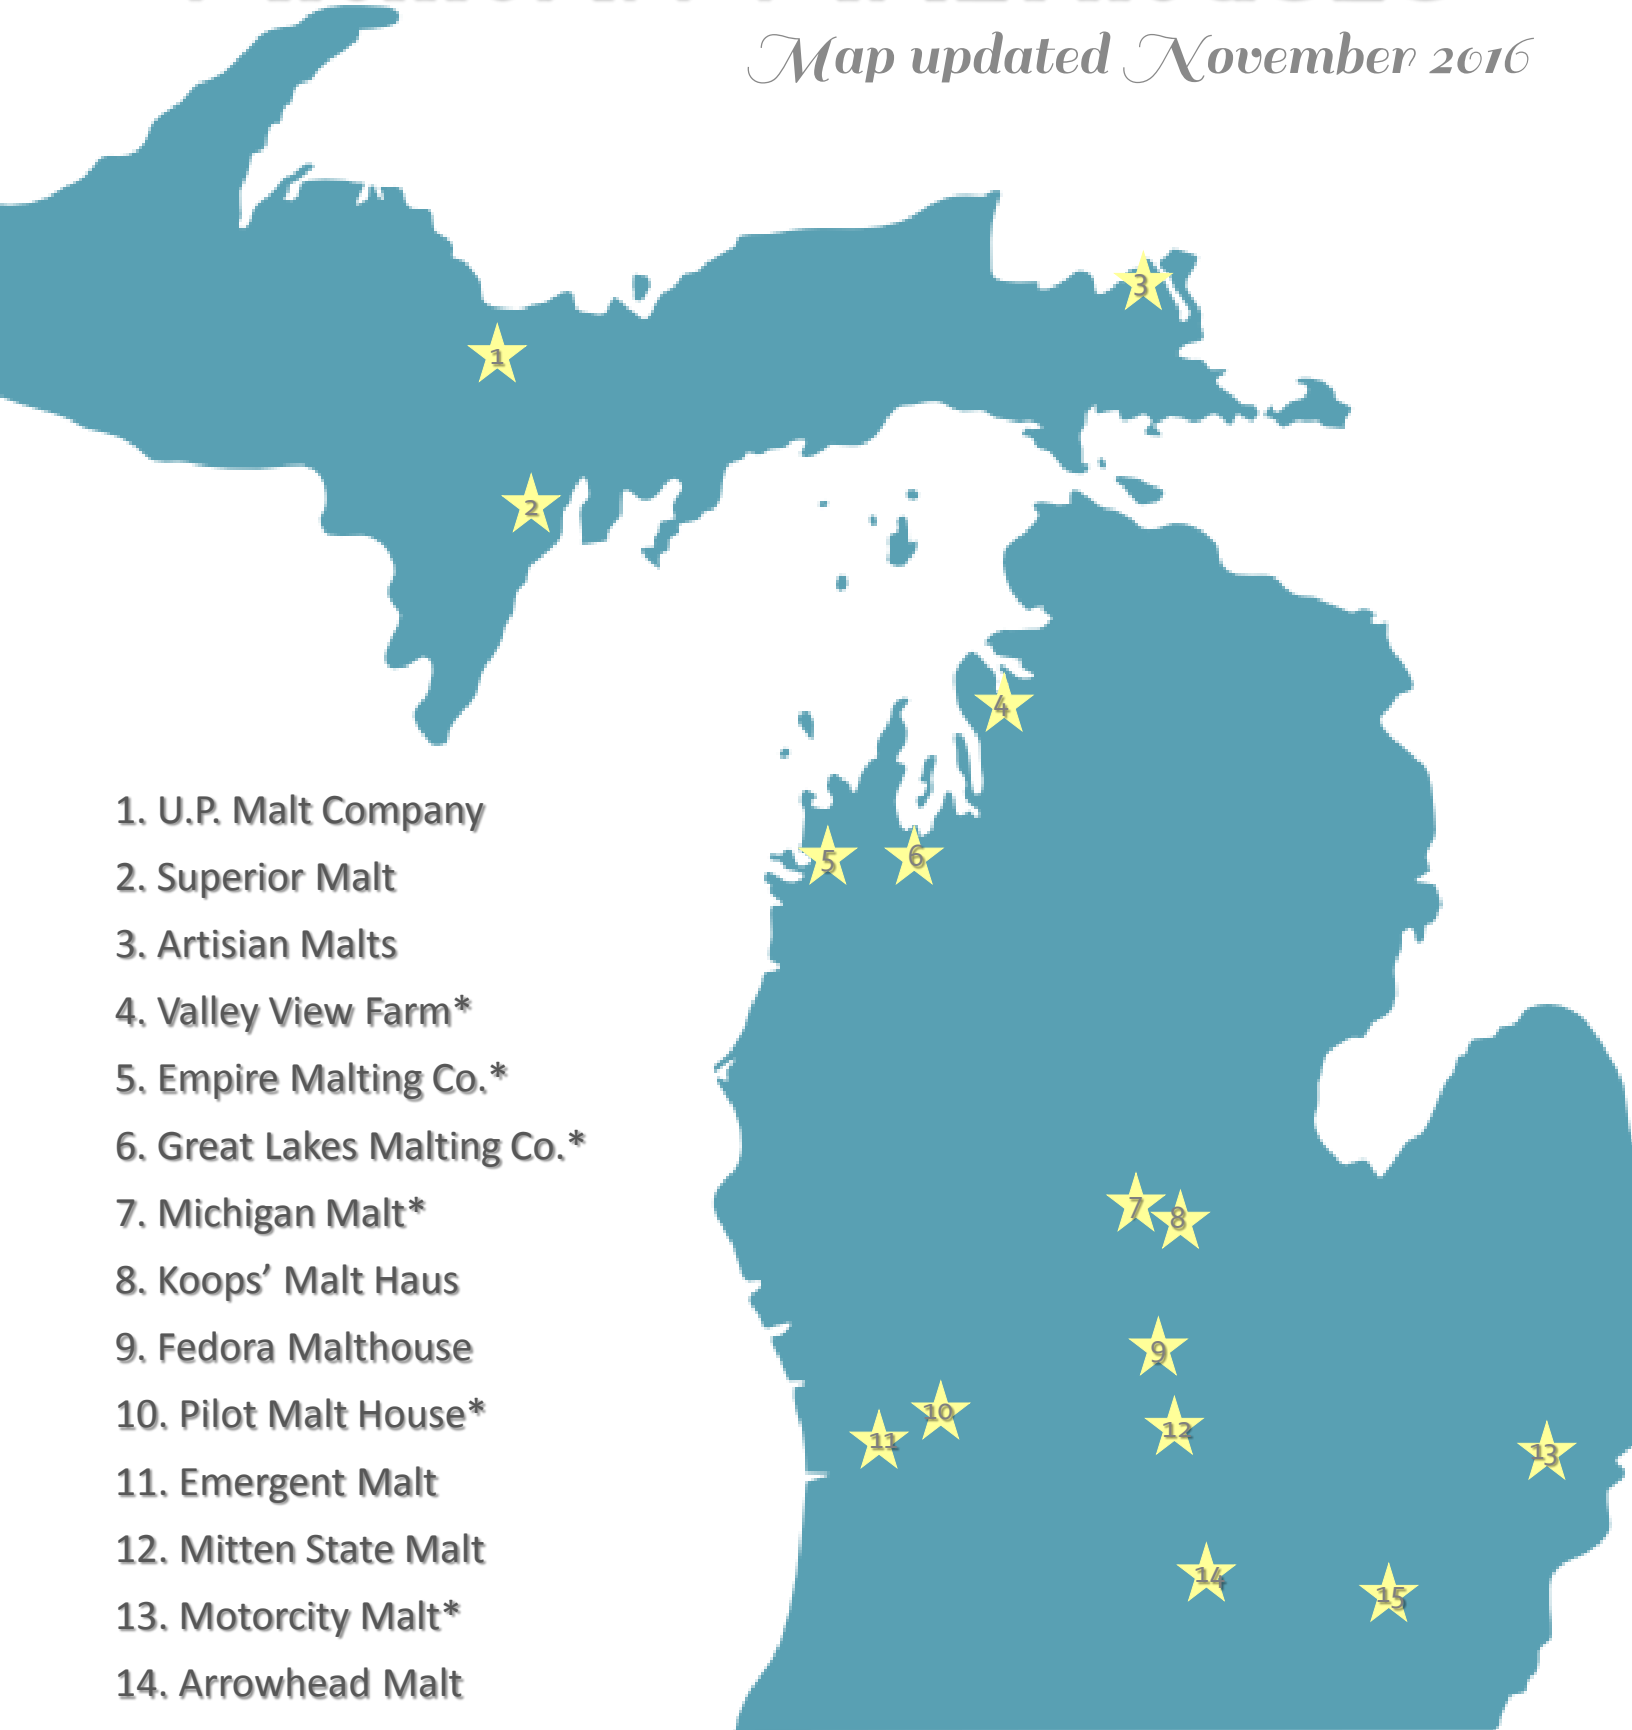 Map updated November 2016
3
1
2
4
5
6
7
8
9
10
11
12
13
14
15
1. U.P. Malt Company
2. Superior Malt
3. Artisian Malts
4. Valley View Farm*
5. Empire Malting Co.*
6. Great Lakes Malting Co.*
7. Michigan Malt*
8. Koops’ Malt Haus
9. Fedora Malthouse
10. Pilot Malt House*
11. Emergent Malt
12. Mitten State Malt
13. Motorcity Malt*
14. Arrowhead Malt